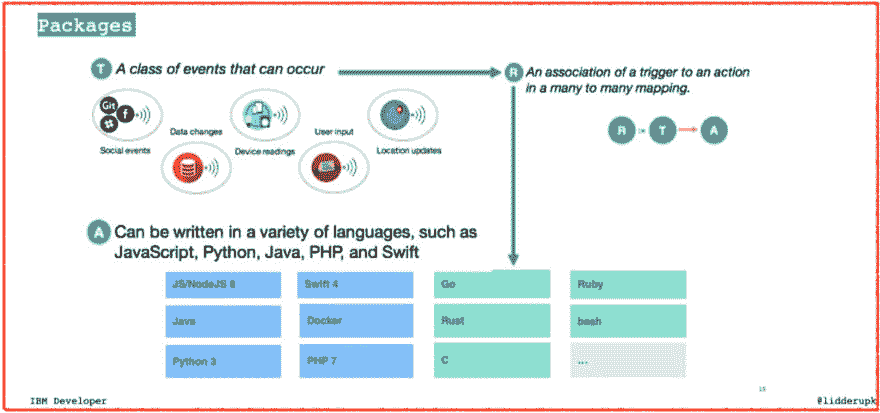 Packages
T A class of events that can occur
R An association of a trigger to an action
in a many to many mapping.
Git
f
Social events
Data changes
Device readings
User input
Location updates
R T A
A Can be written in a variety of languages, such as
JavaScript, Python, Java, PHP, and Swift
JS/NodeJS 8 Swift 4 Go Ruby
Java Docker Rust bash
Python 3 PHP 7 C ...
IBM Developer
@lidderupk